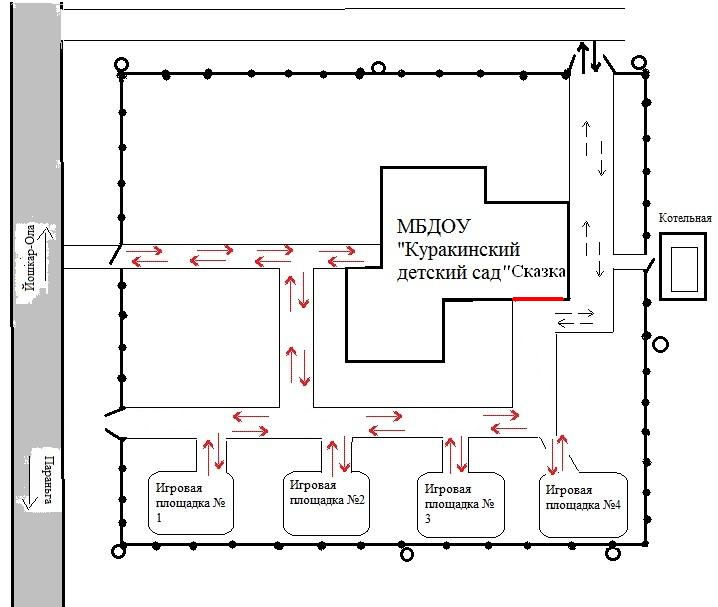 МБДОУ
"Куракинский
детский сад "Сказка
Котельная
Йошкар-Ола
Параньга
Игровая
площадка №
1
Игровая
площадка №2
Игровая
площадка №
3
Игровая
площадка №4